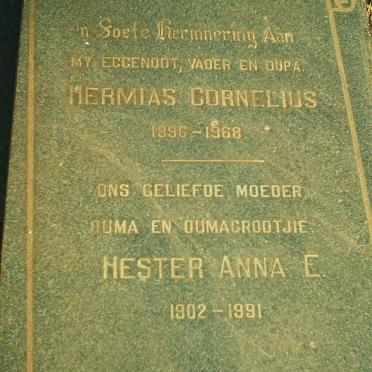 'n Soete Herinnering Aan
MY EGGENOOT, VADER EN OUPA.
HERMIAS CORNELIUS
1896-1968
ONS GELIEFDE MOEDER,
OUMA EN OUMAGROOTJIE
HESTER ANNA E.
1902-1991